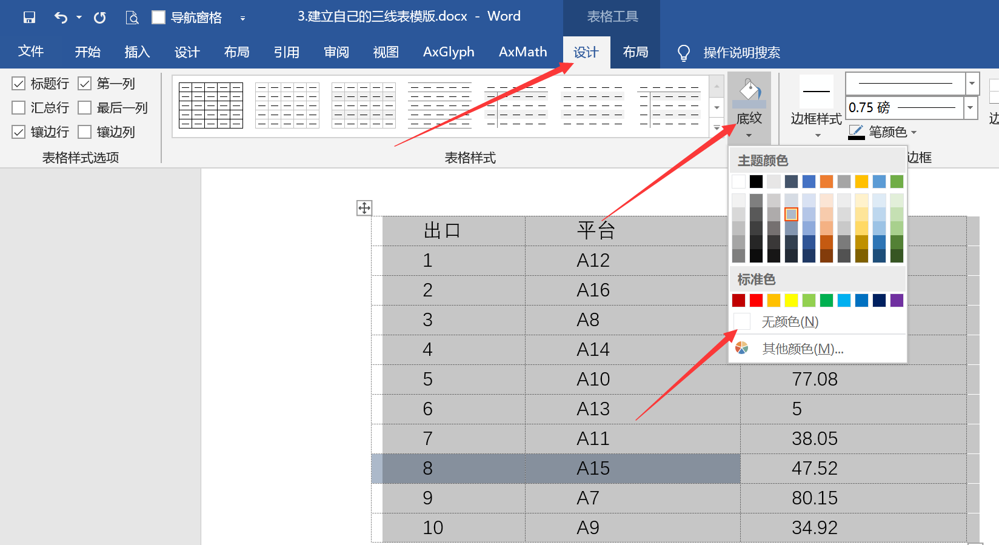 导航窗格
3.建立自己的三线表模版.docx - Word
表格工具
文件 开始 插入 设计 布局 引用 审阅 视图 AxGlyph AxMath 设计 布局 操作说明搜索
标题行 第一列
汇总行 最后一列
镶边行 镶边列
表格样式选项
表格样式
底纹
边框样式
0.75 磅
笔颜色
边
边框
主题颜色
标准色
无颜色(N)
其他颜色(M)...
出口 平台
1 A12
2 A16
3 A8
4 A14
5 A10 77.08
6 A13 5
7 A11 38.05
8 A15 47.52
9 A7 80.15
10 A9 34.92